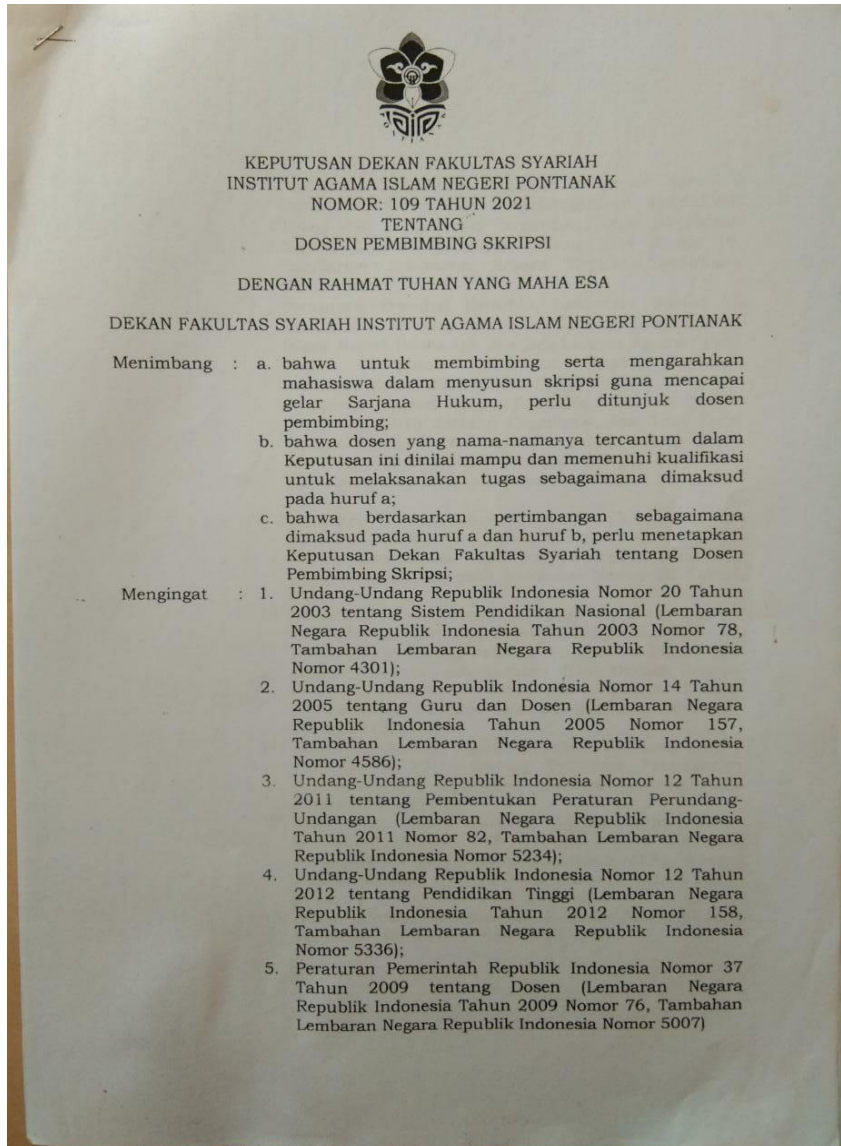 KEPUTUSAN DEKAN FAKULTAS SYARIAH
INSTITUT AGAMA ISLAM NEGERI PONTIANAK
NOMOR: 109 TAHUN 2021
TENTANG
DOSEN PEMBIMBING SKRIPSI
DENGAN RAHMAT TUHAN YANG MAHA ESA
DEKAN FAKULTAS SYARIAH INSTITUT AGAMA ISLAM NEGERI PONTIANAK
Menimbang : a. bahwa untuk membimbing serta mengarahkan
mahasiswa dalam menyusun skripsi guna mencapai
gelar Sarjana Hukum, perlu ditunjuk dosen
pembimbing;
b. bahwa dosen yang nama-namanya tercantum dalam
Keputusan ini dinilai mampu dan memenuhi kualifikasi
untuk melaksanakan tugas sebagaimana dimaksud
pada huruf a;
c. bahwa berdasarkan pertimbangan sebagaimana
dimaksud pada huruf a dan huruf b, perlu menetapkan
Keputusan Dekan Fakultas Syariah tentang Dosen
Pembimbing Skripsi;
Mengingat : 1. Undang-Undang Republik Indonesia Nomor 20 Tahun
2003 tentang Sistem Pendidikan Nasional (Lembaran
Negara Republik Indonesia Tahun 2003 Nomor 78,
Tambahan Lembaran Negara Republik Indonesia
Nomor 4301);
2. Undang-Undang Republik Indonesia Nomor 14 Tahun
2005 tentang Guru dan Dosen (Lembaran Negara
Republik Indonesia Tahun 2005 Nomor 157,
Tambahan Lembaran Negara Republik Indonesia
Nomor 4586);
3. Undang-Undang Republik Indonesia Nomor 12 Tahun
2011 tentang Pembentukan Peraturan Perundang-
Undangan (Lembaran Negara Republik Indonesia
Tahun 2011 Nomor 82, Tambahan Lembaran Negara
Republik Indonesia Nomor 5234);
4. Undang-Undang Republik Indonesia Nomor 12 Tahun
2012 tentang Pendidikan Tinggi (Lembaran Negara
Republik Indonesia Tahun 2012 Nomor 158,
Tambahan Lembaran Negara Republik Indonesia
Nomor 5336);
5. Peraturan Pemerintah Republik Indonesia Nomor 37
Tahun 2009 tentang Dosen (Lembaran Negara
Republik Indonesia Tahun 2009 Nomor 76, Tambahan
Lembaran Negara Republik Indonesia Nomor 5007)